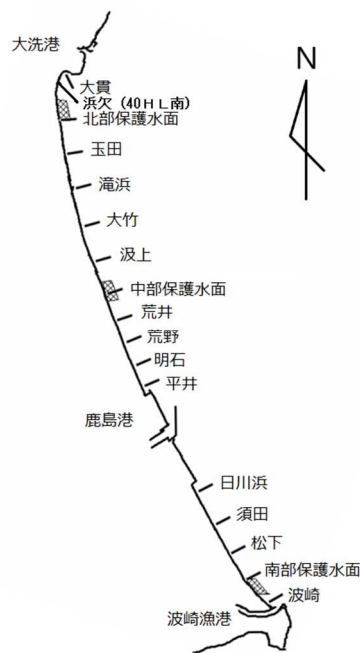 大洗港
N
大貫
浜欠 (40HL南)
北部保護水面
玉田
滝浜
大竹
汲上
中部保護水面
荒井
荒野
明石
平井
鹿島港
日川浜
須田
松下
南部保護水面
波崎
波崎漁港